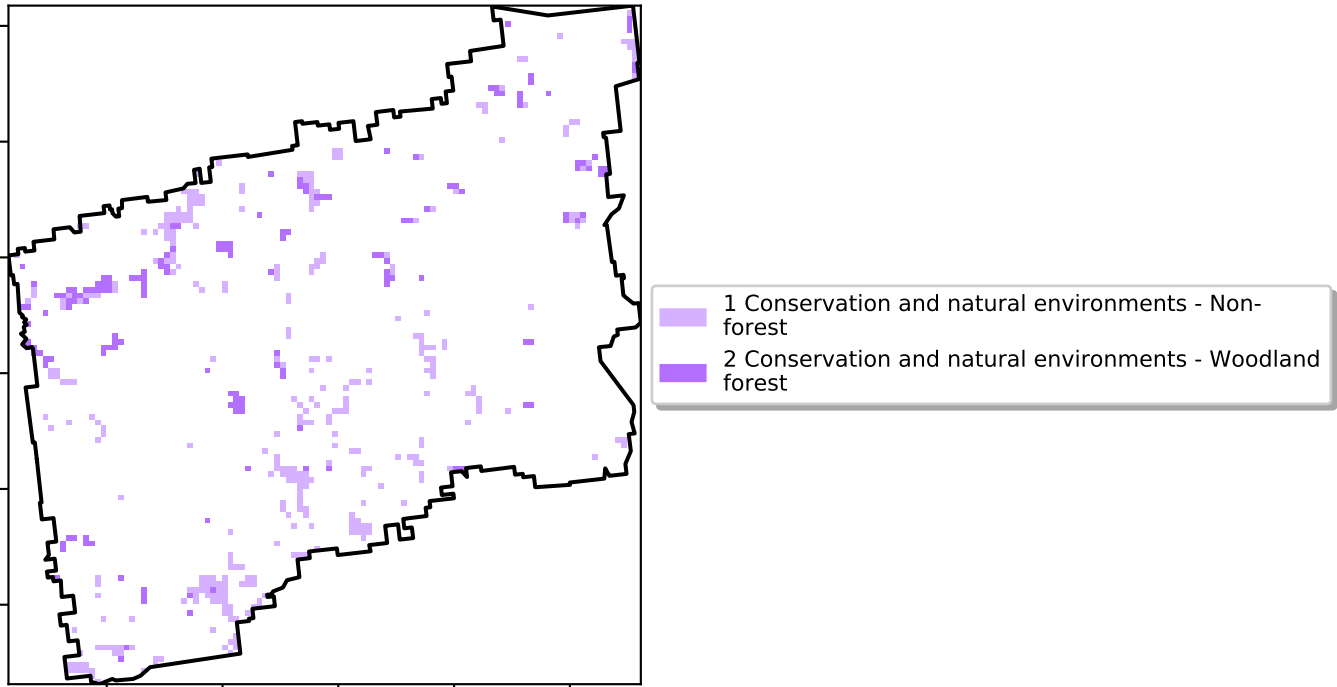 1 Conservation and natural environments - Non-
forest
2 Conservation and natural environments - Woodland
forest